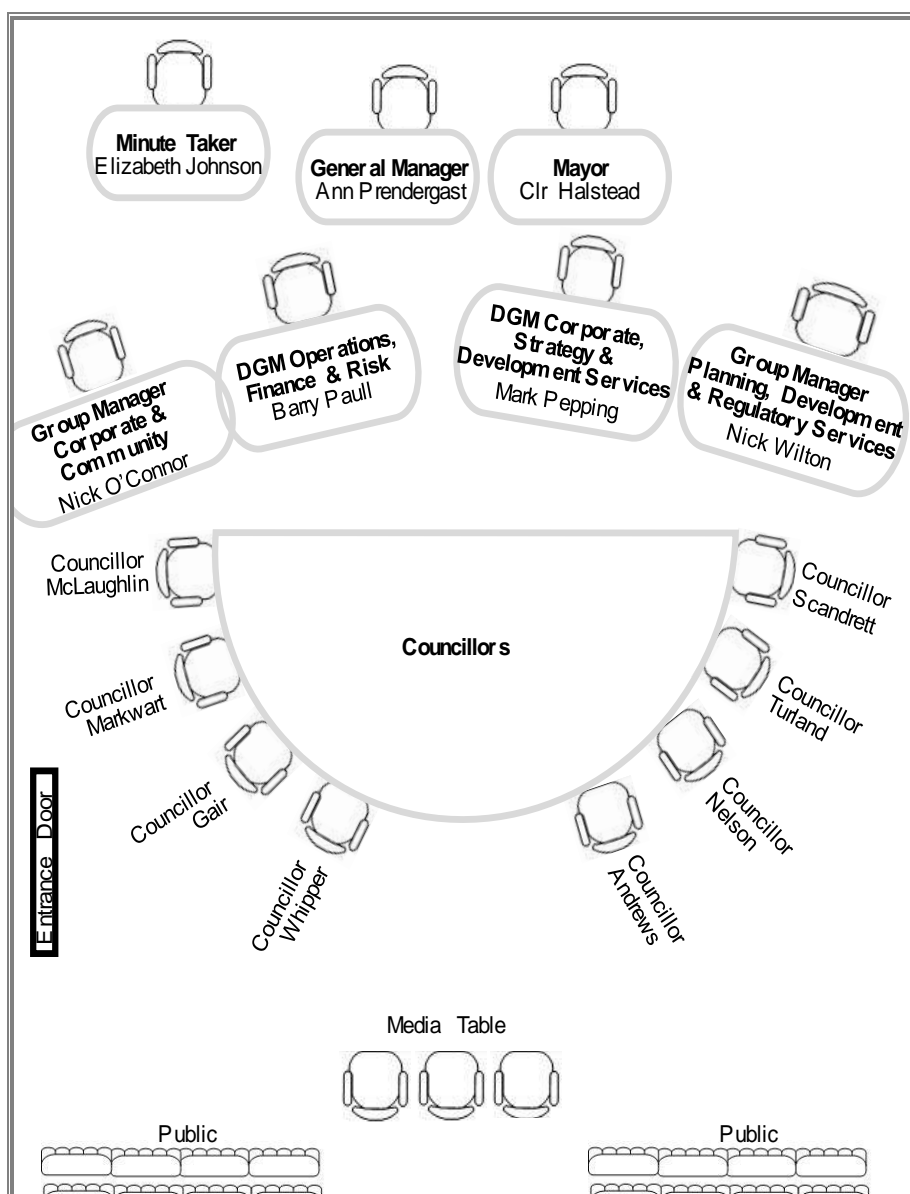 Minute Taker
Elizabeth Johnson
General Manager
Ann Prendergast
Mayor
Clr Halstead
Group Manager
Corporate &
Community
Nick O'Connor
DGM Operations,
Finance & Risk
Barry Paull
DGM Corporate,
Strategy &
Development Services
Mark Pepping
Group Manager
Planning, Development
& Regulatory Services
Nick Wilton
Councillor
McLaughlin
Councillor
Markwart
Councillor
Gair
Councillor
Whipper
Councillors
Councillor
Scandrett
Councillor
Turland
Councillor
Nelson
Councillor
Andrews
Entrance Door
Media Table
Public
Public